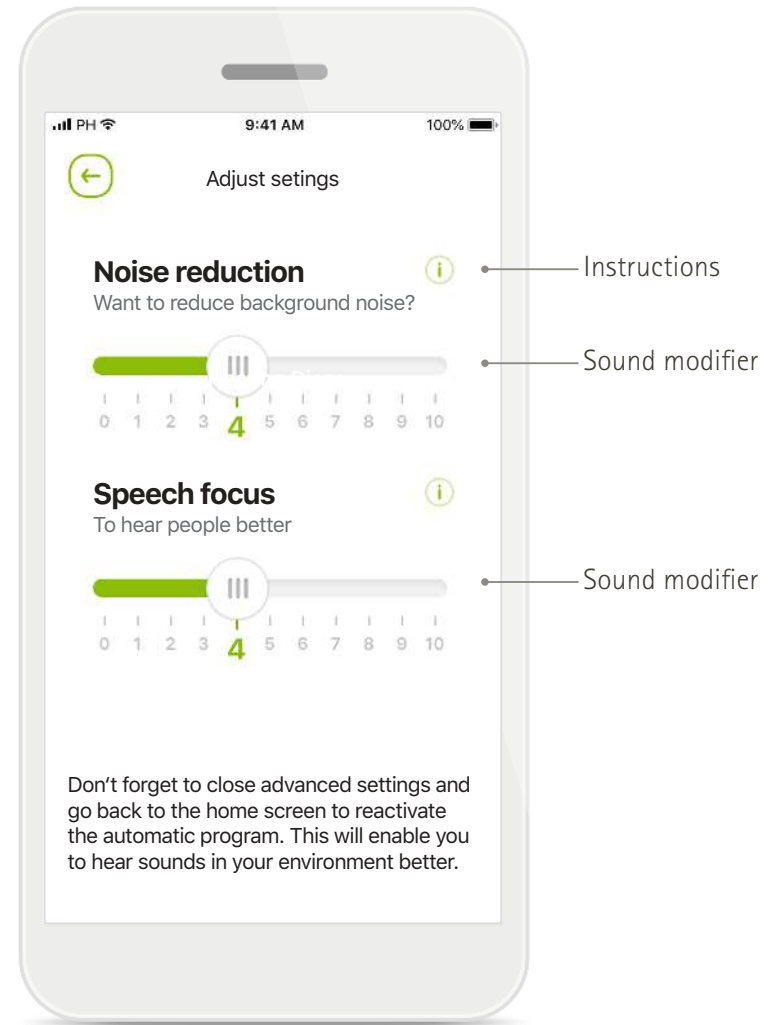 PH 9:41 AM 100%
Adjust setings
Noise reduction
Instructions
Want to reduce background noise?
Sound modifier
0 1 2 3 4 5 6 7 8 9 10
Speech focus
To hear people better
Sound modifier
0 1 2 3 4 5 6 7 8 9 10
Don't forget to close advanced settings and
go back to the home screen to reactivate
the automatic program. This will enable you
to hear sounds in your environment better.